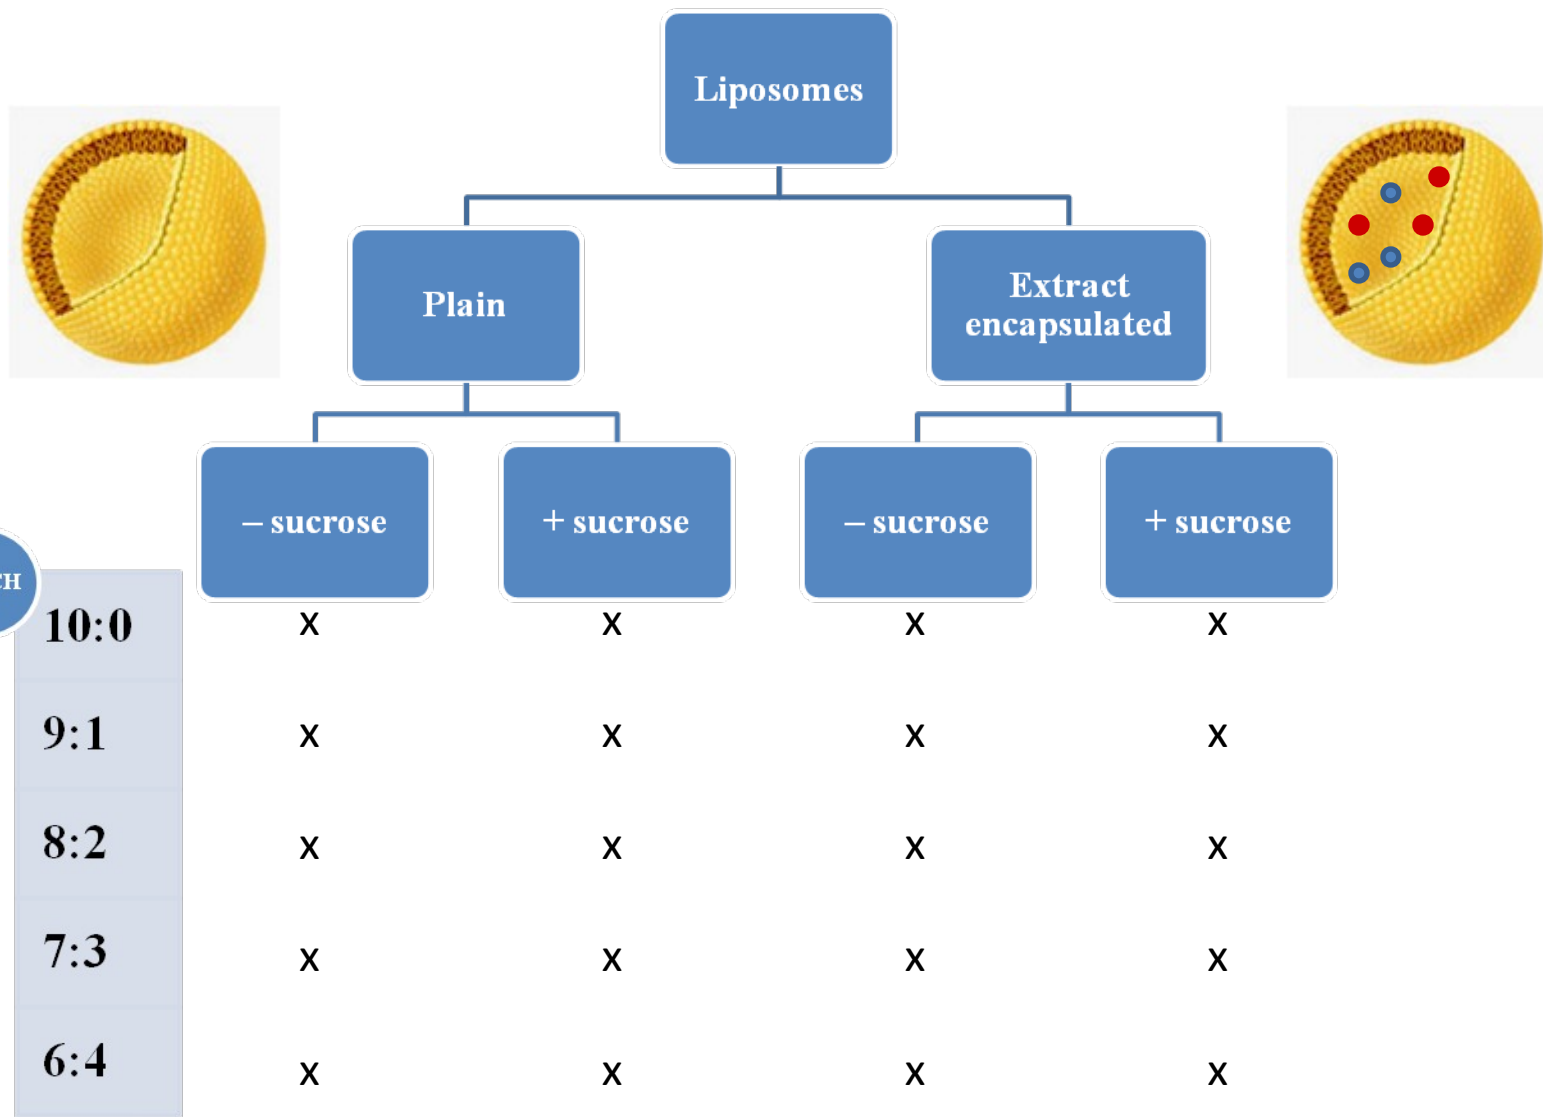 Liposomes
Plain
Extract
encapsulated
– sucrose
+ sucrose
– sucrose
+ sucrose
10:0 x x x x
9:1 x x x x
8:2 x x x x
7:3 x x x x
6:4 x x x x